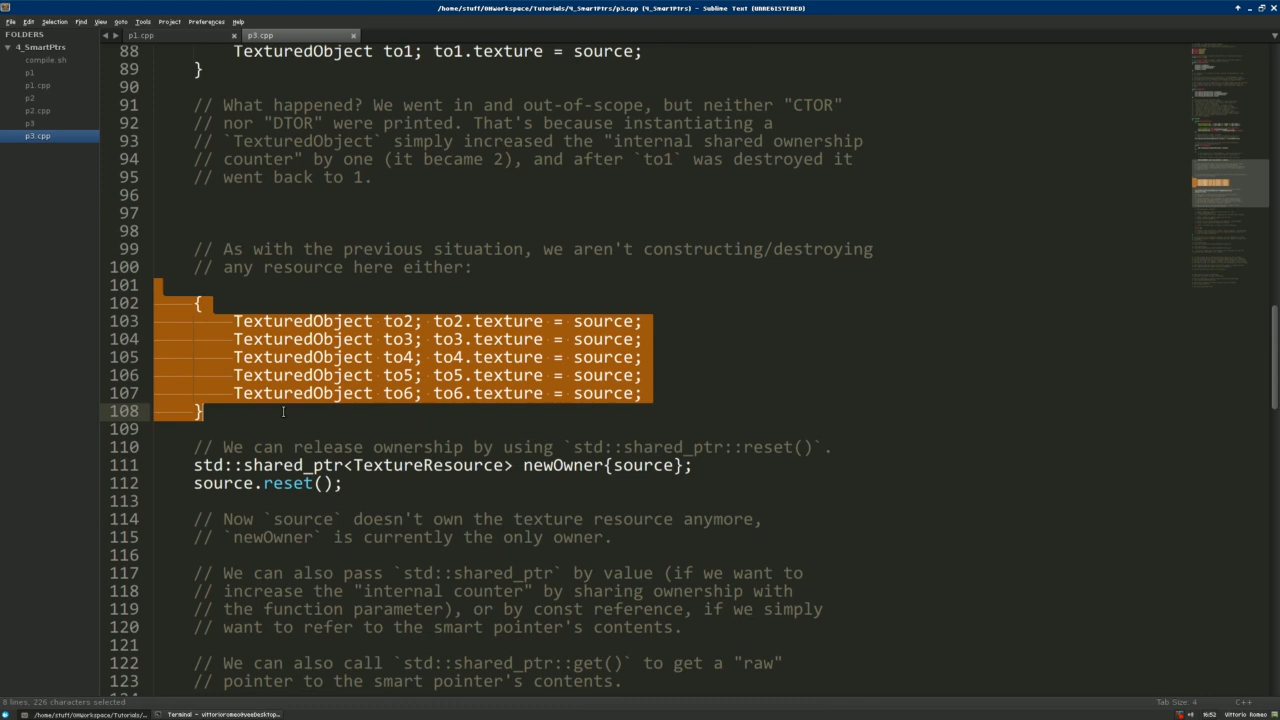 /home/stuff/OHWorkspace/Tutorials/4_SmartPtrs/p3.cpp (4_SmartPtrs) - Sublime Text (UNREGISTERED)
File Edit Selection Find View Goto Tools Project Preferences Help
FOLDERS
4_SmartPtrs
compile.sh
p1
p1.cpp
p2
p2.cpp
p3
p3.cpp
p1.cpp
p3.cpp
88 TexturedObject to1; to1.texture = source;
89 }
90
91 // What happened? We went in and out-of-scope, but neither "CTOR"
92 // nor "DTOR" were printed. That's because instantiating a
93 // `TexturedObject` simply increased the "internal shared ownership
94 // counter" by one (it became 2), and after `to1` was destroyed it
95 // went back to 1.
96
97
98
99 // As with the previous situation, we aren't constructing/destroying
100 // any resource here either:
101
102 {
103 TexturedObject to2; to2.texture = source;
104 TexturedObject to3; to3.texture = source;
105 TexturedObject to4; to4.texture = source;
106 TexturedObject to5; to5.texture = source;
107 TexturedObject to6; to6.texture = source;
108 }
109
110 // We can release ownership by using `std::shared_ptr::reset()`.
111 std::shared_ptr<TextureResource> newOwner{source};
112 source.reset();
113
114 // Now `source` doesn't own the texture resource anymore,
115 // `newOwner` is currently the only owner.
116
117 // We can also pass `std::shared_ptr` by value (if we want to
118 // increase the "internal counter" by sharing ownership with
119 // the function parameter), or by const reference, if we simply
120 // want to refer to the smart pointer's contents.
121
122 // We can also call `std::shared_ptr::get()` to get a "raw"
123 // pointer to the smart pointer's contents.
8 lines, 226 characters selected
Tab Size: 4
C++
/home/stuff/OHWorkspace/Tutorials/...
Terminal - vittorioromeo@veeDesktop...
16:52
Vittorio Romeo